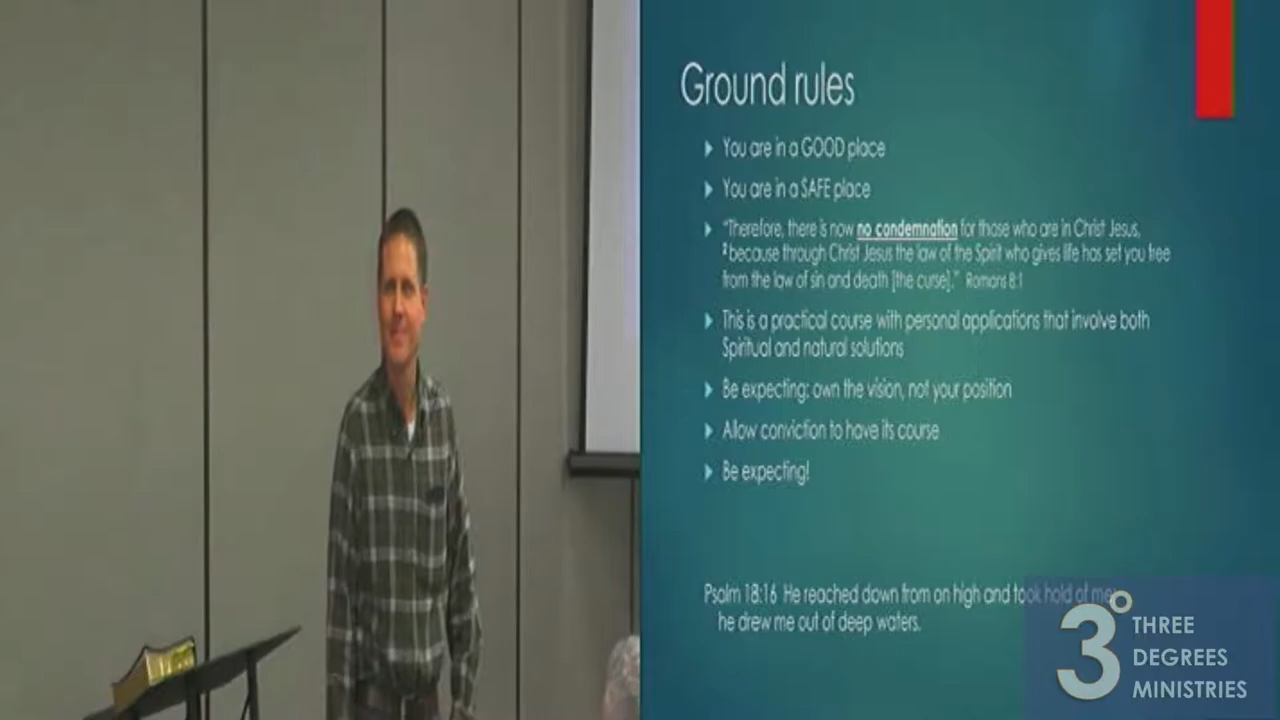 Ground rules
You are in a GOOD place
You are in a SAFE place
"Therefore, there is now no condemnation for those who are in Christ Jesus,
²because through Christ Jesus the law of the Spirit who gives life has set you free
from the law of sin and death [the curse]." Romans 8:1
This is a practical course with personal applications that involve both
Spiritual and natural solutions
Be expecting: own the vision, not your position
Allow conviction to have its course
Be expecting!
Psalm 18:16 He reached down from on high and took hold of me;
he drew me out of deep waters.
3°
THREE
DEGREES
MINISTRIES